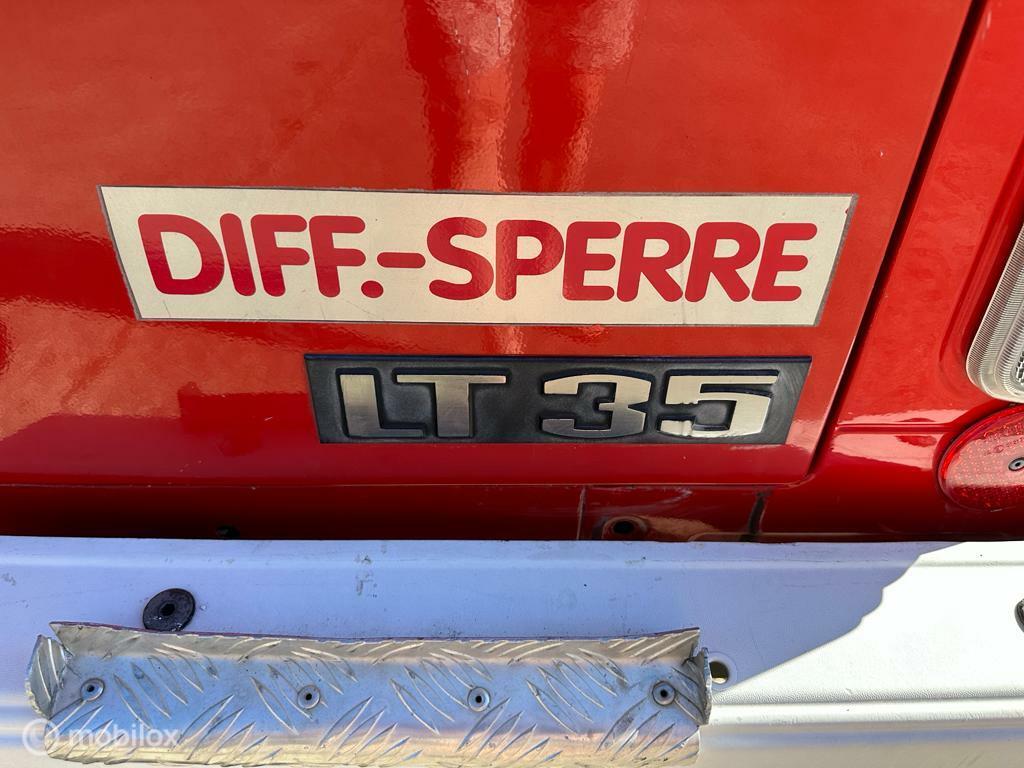 DIFF.-SPERRE
LT 35
mobilox